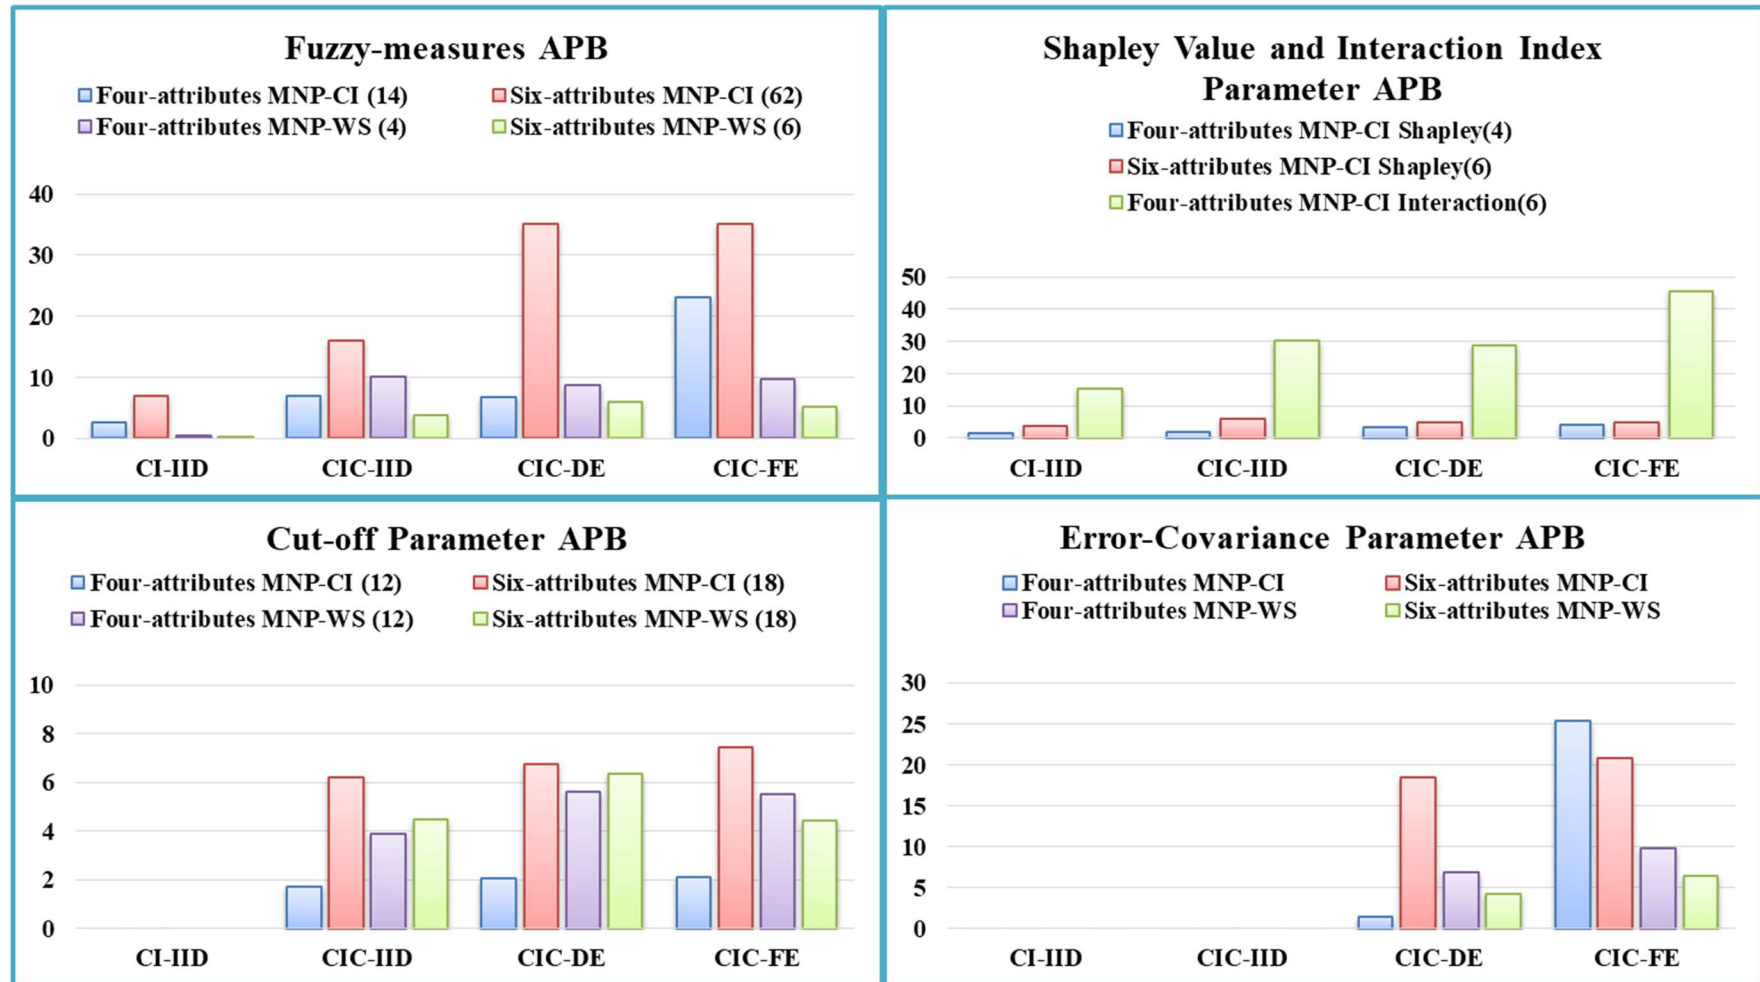 Fuzzy-measures APB
Four-attributes MNP-CI (14)
Six-attributes MNP-CI (62)
Four-attributes MNP-WS (4)
Six-attributes MNP-WS (6)
40
30
20
10
0
CI-IID
CIC-IID
CIC-DE
CIC-FE
Shapley Value and Interaction Index
Parameter APB
Four-attributes MNP-CI Shapley(4)
Six-attributes MNP-CI Shapley(6)
Four-attributes MNP-CI Interaction(6)
50
40
30
20
10
0
CI-IID
CIC-IID
CIC-DE
CIC-FE
Cut-off Parameter APB
Four-attributes MNP-CI (12)
Six-attributes MNP-CI (18)
Four-attributes MNP-WS (12)
Six-attributes MNP-WS (18)
10
8
6
4
2
0
CI-IID
CIC-IID
CIC-DE
CIC-FE
Error-Covariance Parameter APB
Four-attributes MNP-CI
Six-attributes MNP-CI
Four-attributes MNP-WS
Six-attributes MNP-WS
30
25
20
15
10
5
0
CI-IID
CIC-IID
CIC-DE
CIC-FE